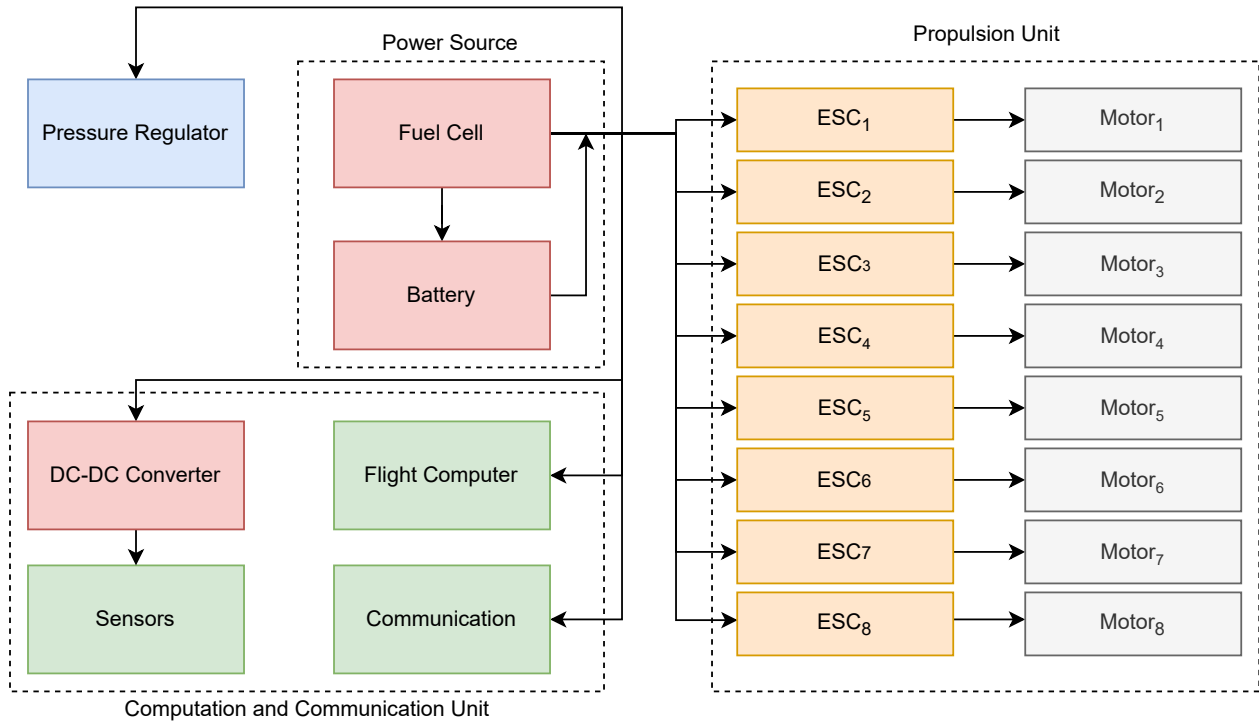 Power Source
Propulsion Unit
Pressure Regulator
Fuel Cell
Battery
ESC₁
Motor₁
ESC₂
Motor₂
ESC₃
Motor₃
ESC₄
Motor₄
ESC₅
Motor₅
ESC6
Motor₆
ESC7
Motor₇
ESC₈
Motor₈
DC-DC Converter
Flight Computer
Sensors
Communication
Computation and Communication Unit